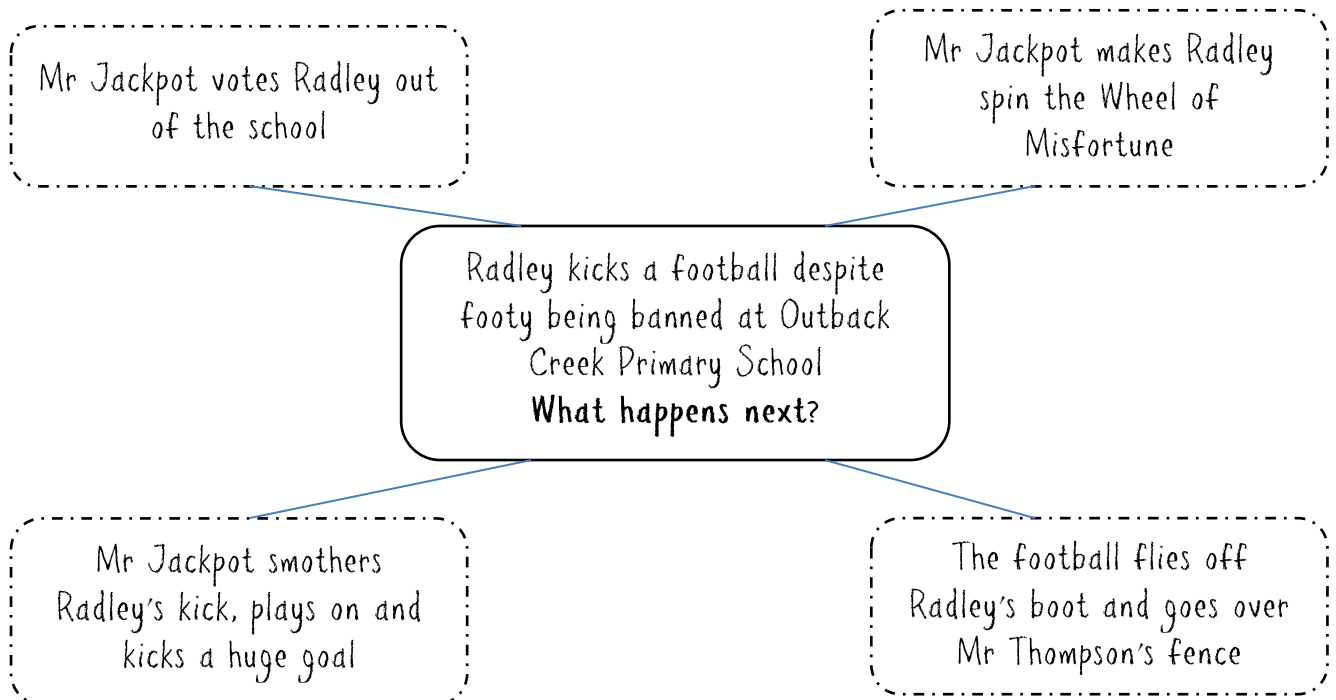 Mr Jackpot votes Radley out
of the school
Mr Jackpot makes Radley
spin the Wheel of
Misfortune
Radley kicks a football despite
footy being banned at Outback
Creek Primary School
What happens next?
Mr Jackpot smothers
Radley's kick, plays on and
kicks a huge goal
The football flies off
Radley's boot and goes over
Mr Thompson's fence